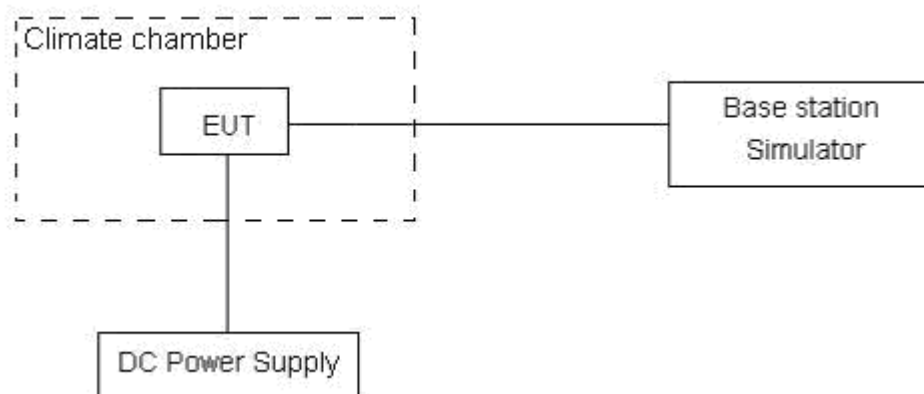 Climate chamber
EUT
Base station
Simulator
DC Power Supply